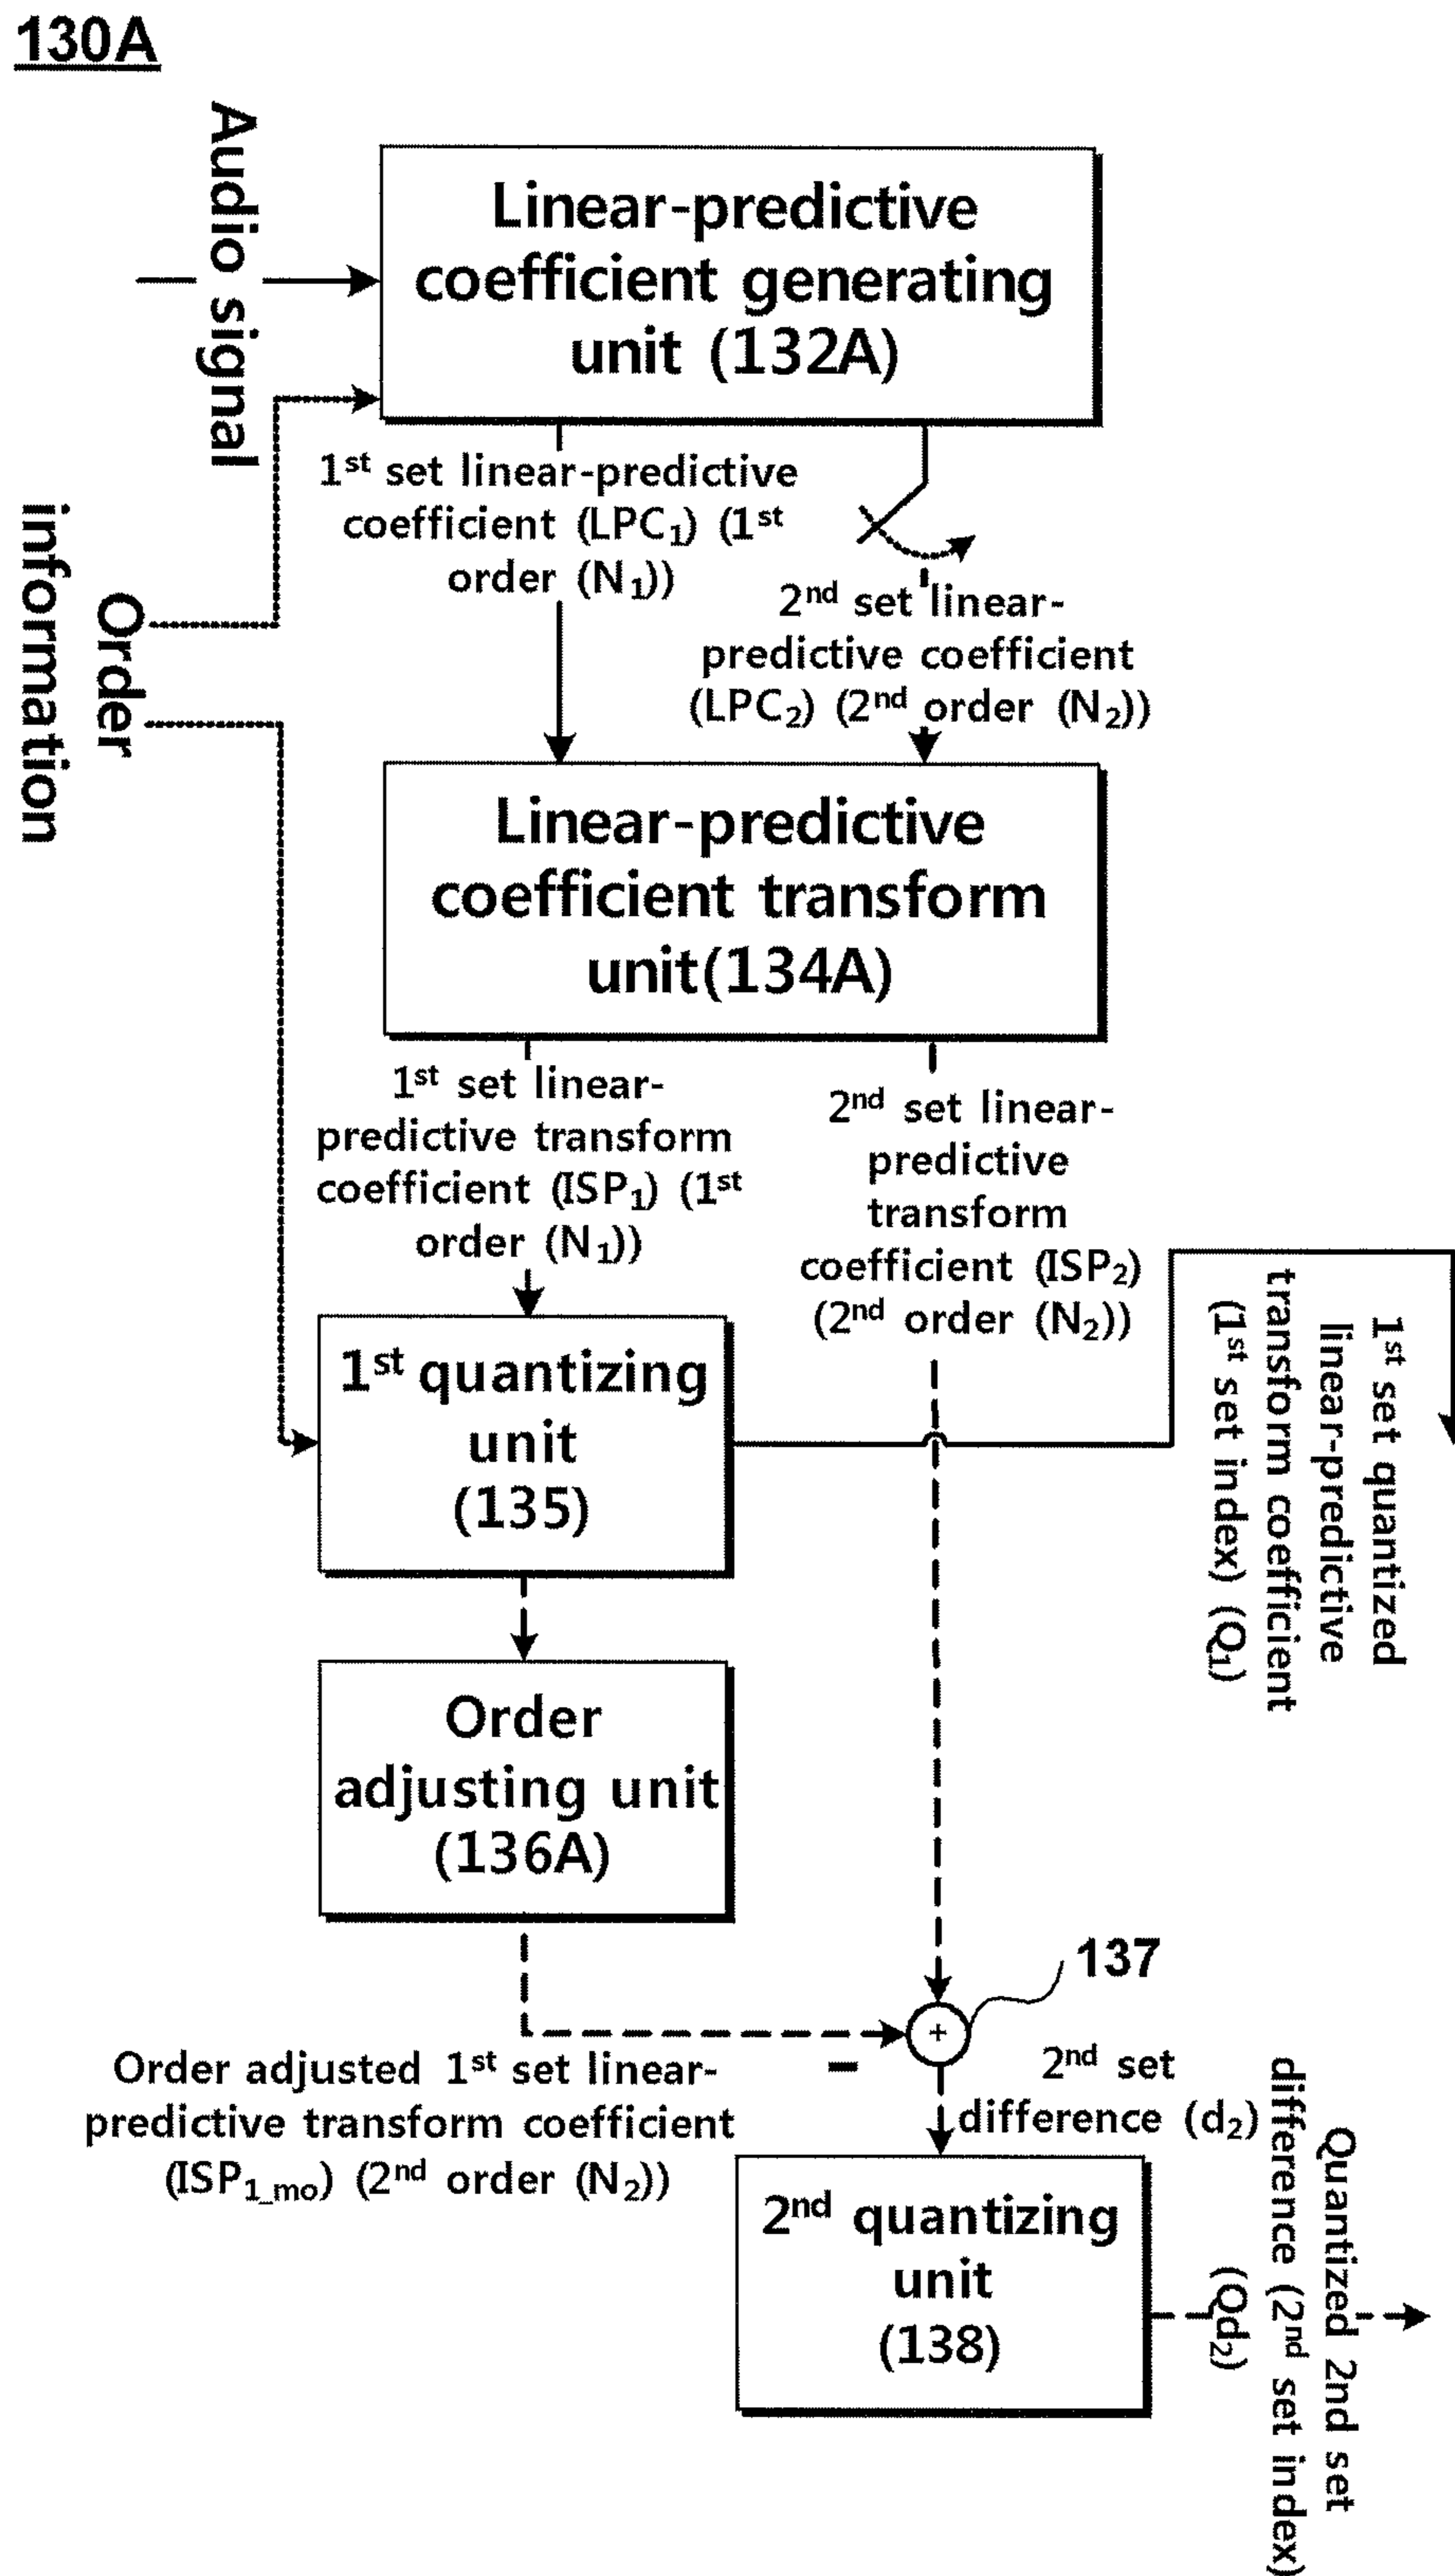 130A
Audio signal
Order
information
Linear-predictive
coefficient generating
unit (132A)
1st set linear-predictive
coefficient (LPC1) (1st
order (N1))
2nd set linear-
predictive coefficient
(LPC2) (2nd order (N2))
Linear-predictive
coefficient transform
unit(134A)
1st set linear-
predictive transform
coefficient (ISP1) (1st
order (N1))
2nd set linear-
predictive
transform
coefficient (ISP2)
(2nd order (N2))
1st quantizing
unit
(135)
1st set quantized
linear-predictive
transform coefficient
(1st set index) (Q1)
Order
adjusting unit
(136A)
137
+
-
Order adjusted 1st set linear-
predictive transform coefficient
(ISP1_mo) (2nd order (N2))
2nd set
difference (d2)
2nd quantizing
unit
(138)
Quantized 2nd set
difference (2nd set index)
(Qd2)